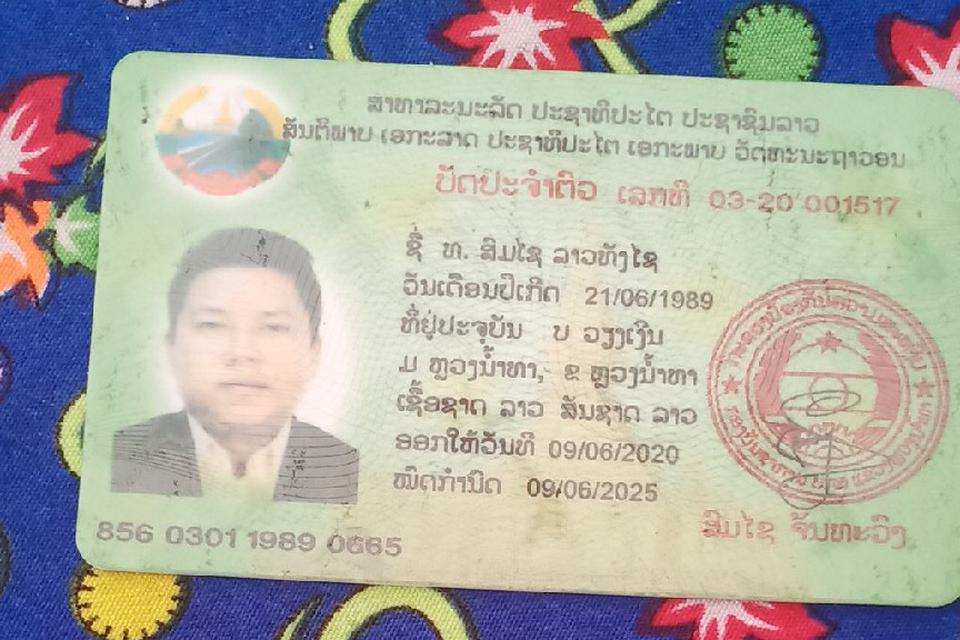 ສາທາລະນະລັດ ປະຊາທິປະໄຕ ປະຊາຊົນລາວ
ສັນຕິພາບ ເອກະລາດ ປະຊາທິປະໄຕ ເອກະພາບ ວັດທະນະຖາວອນ
ບັດປະຈຳຕົວ ເລກທີ 03-20 001517
ຊື່ ທ. ສົມໄຊ ລາວທັງໄຊ
ວັນເດືອນປີເກີດ 21/06/1989
ທີ່ຢູ່ປະຈຸບັນ ບ ວຽງເງິນ
ມ ຫຼວງນ້ຳທາ, ຂ ຫຼວງນ້ຳທາ
ເຊື້ອຊາດ ລາວ ສັນຊາດ ລາວ
ອອກໃຫ້ວັນທີ 09/06/2020
ໝົດກຳນົດ 09/06/2025
856 0301 1989 0665
ສົມໄຊ ຈັນທະວົງ